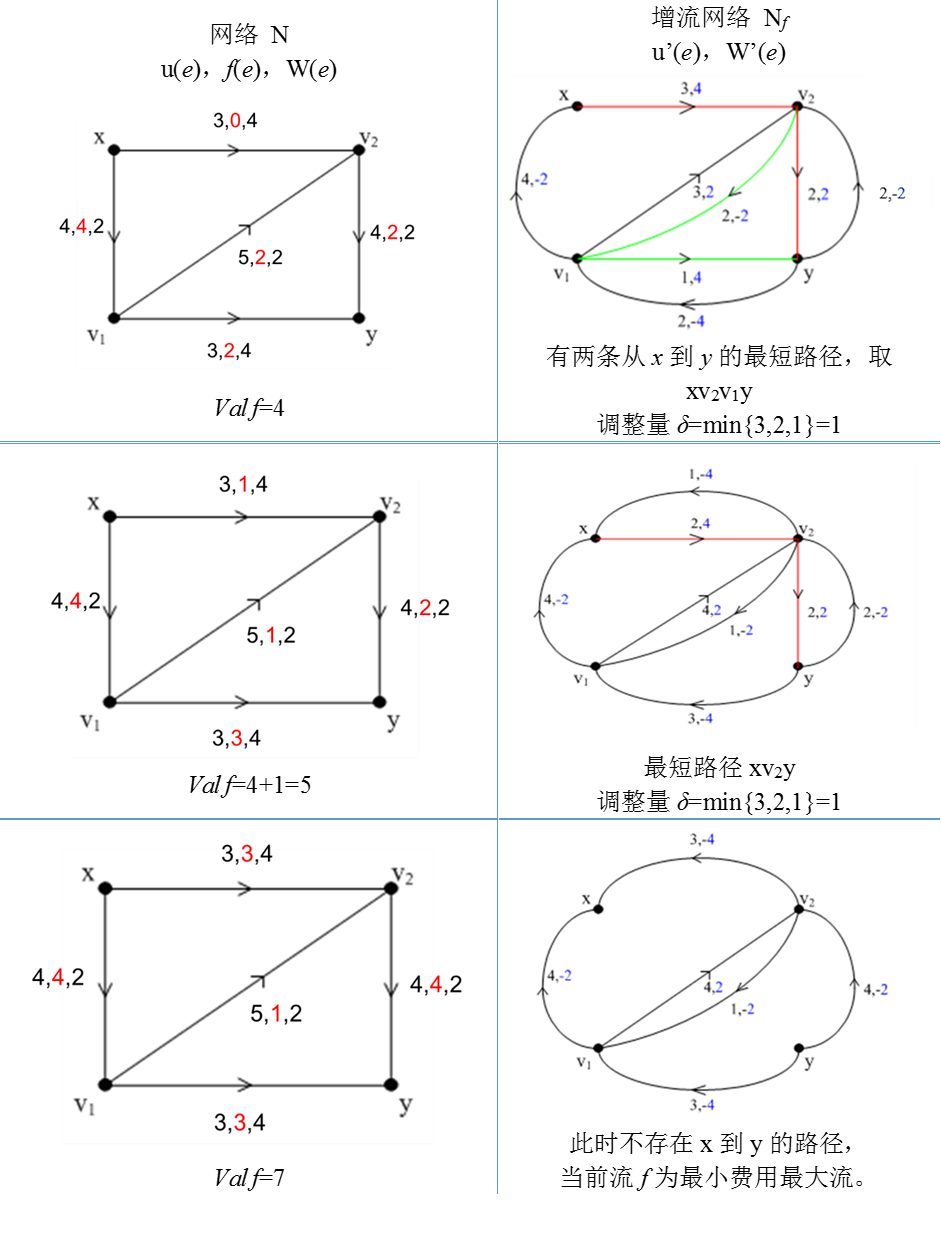 网络 N
u(e)，f(e)，W(e)
3,0,4
x
v₂
4,4,2
4,2,2
5,2,2
v₁
y
3,2,4
Val f=4
增流网络 Nf
u’(e)，W’(e)
3,4
x
v₂
4,-2
3,2
2,2
2,-2
2,-2
v₁
y
1,4
2,-4
有两条从 x 到 y 的最短路径，取
xv₂v₁y
调整量 δ=min{3,2,1}=1
3,1,4
x
v₂
4,4,2
4,2,2
5,1,2
v₁
y
3,3,4
Val f=4+1=5
1,-4
x
2,4
v₂
4,-2
4,2
2,2
2,-2
1,-2
v₁
y
3,-4
最短路径 xv₂y
调整量 δ=min{3,2,1}=1
3,3,4
x
v₂
4,4,2
4,4,2
5,1,2
v₁
y
3,3,4
Val f=7
3,-4
x
v₂
4,-2
4,2
4,-2
1,-2
v₁
y
3,-4
此时不存在 x 到 y 的路径，
当前流 f 为最小费用最大流。